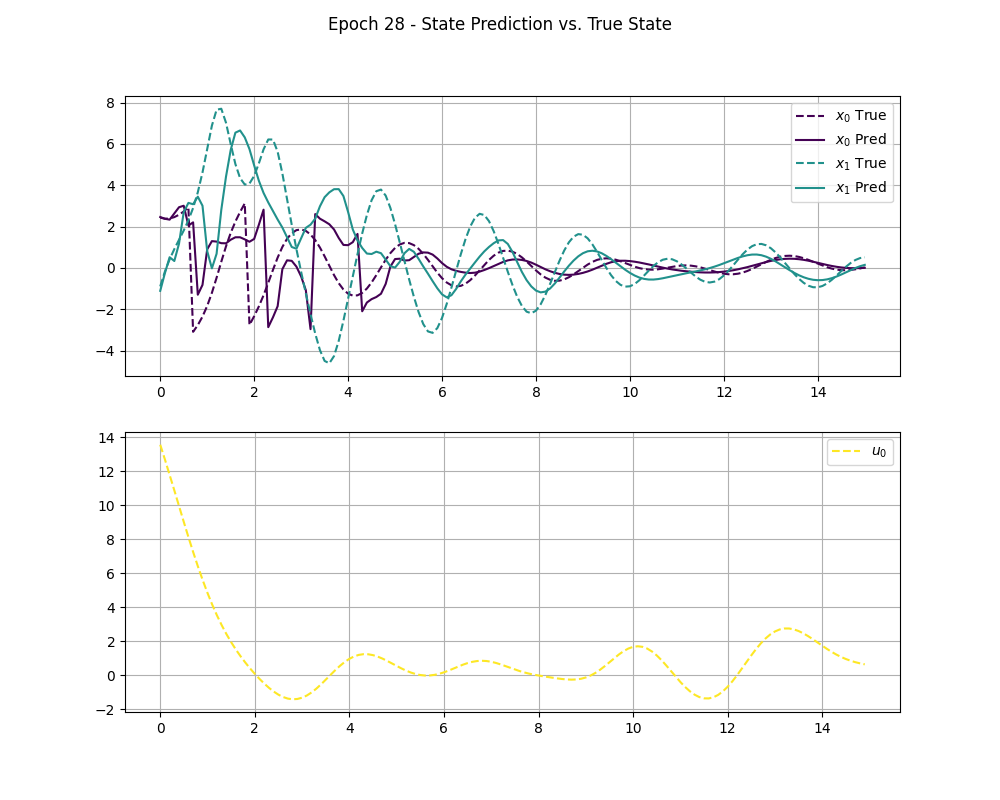 Epoch 28 - State Prediction vs. True State
8
6
4
2
0
−2
−4
x₀ True
x₀ Pred
x₁ True
x₁ Pred
0 2 4 6 8 10 12 14
14
12
10
8
6
4
2
0
−2
u₀
0 2 4 6 8 10 12 14